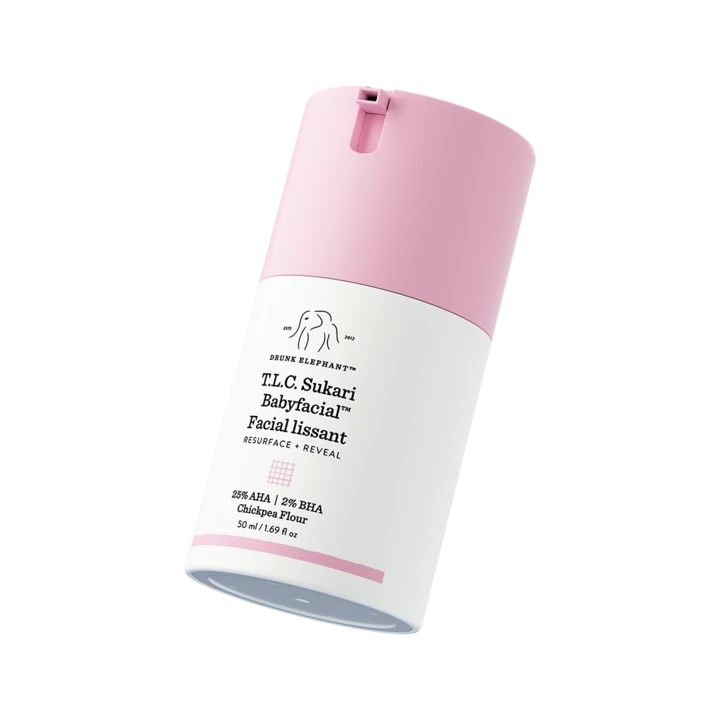 ESTD 2012
DRUNK ELEPHANT™
T.L.C. Sukari
Babyfacial™
Facial lissant
RESURFACE + REVEAL
25% AHA | 2% BHA
Chickpea Flour
50 ml / 1.69 fl oz